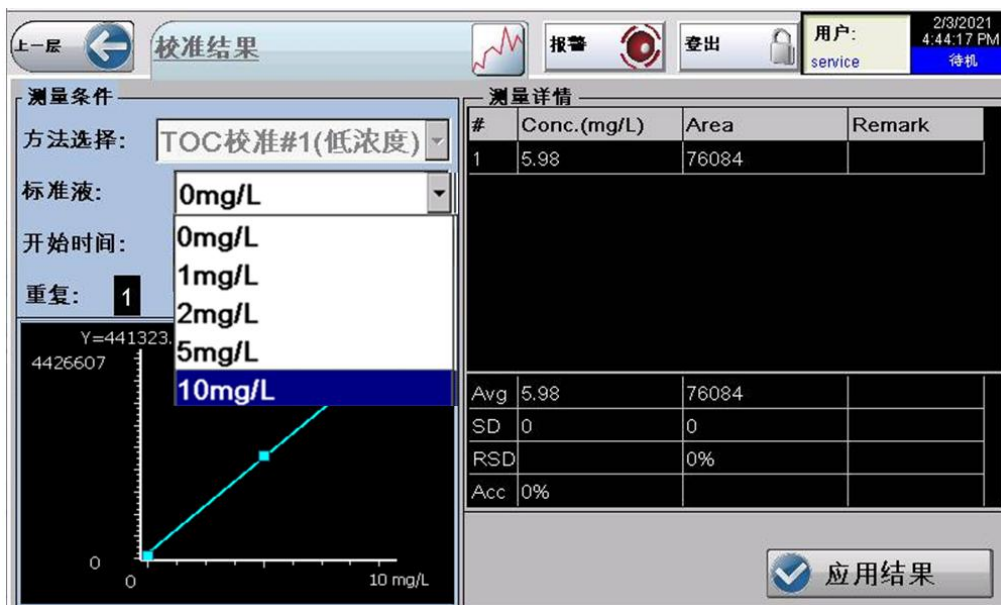 上一层
校准结果
报警
登出
用户:
service
2/3/2021
4:44:17 PM
待机
测量条件
方法选择: TOC校准#1(低浓度)
标准液: 0mg/L
0mg/L
1mg/L
2mg/L
5mg/L
10mg/L
开始时间:
重复: 1
Y=441323.
4426607
0
0
10 mg/L
测量详情
# Conc.(mg/L) Area Remark
1 5.98 76084
Avg 5.98 76084
SD 0 0
RSD 0%
Acc 0%
应用结果